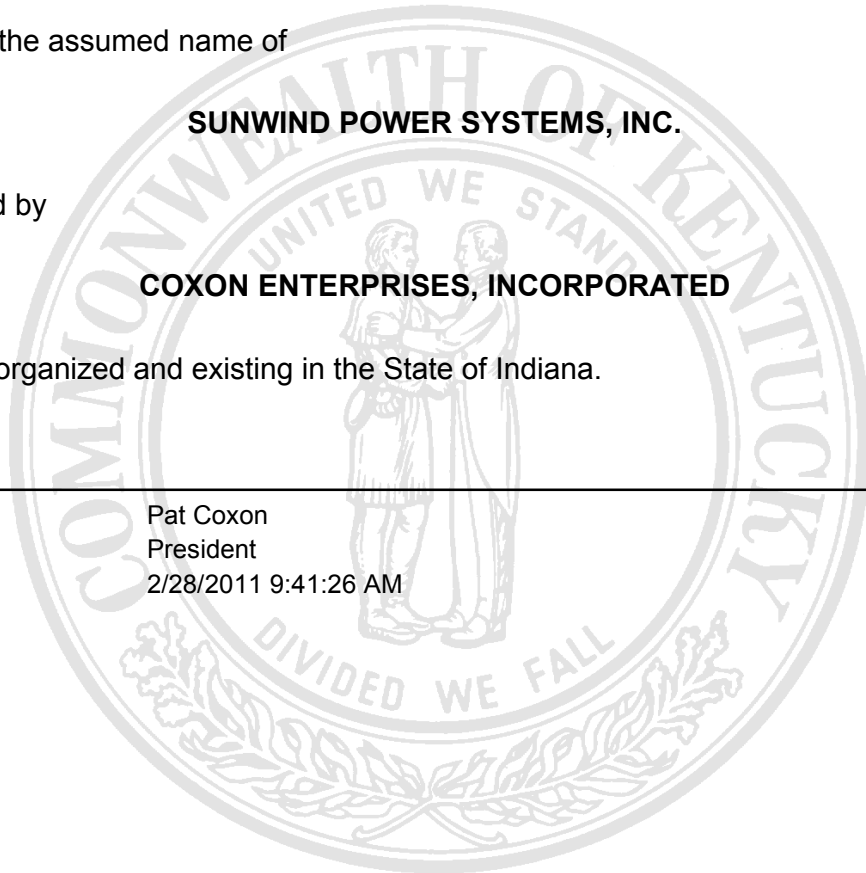 the assumed name of
SUNWIND POWER SYSTEMS, INC.
d by
COXON ENTERPRISES, INCORPORATED
organized and existing in the State of Indiana.
Pat Coxon
President
2/28/2011 9:41:26 AM
COMMONWEALTH OF KENTUCKY
UNITED WE STAND
DIVIDED WE FALL